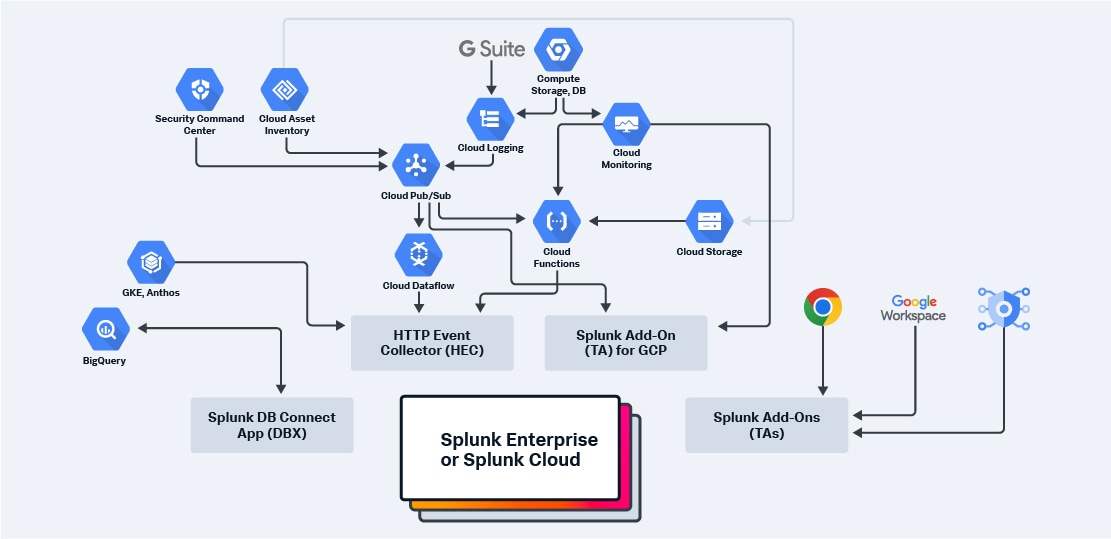 G Suite
Compute
Storage, DB
Security Command
Center
Cloud Asset
Inventory
Cloud Logging
Cloud
Monitoring
Cloud Pub/Sub
Cloud
Functions
Cloud Storage
GKE, Anthos
Cloud Dataflow
BigQuery
HTTP Event
Collector (HEC)
Splunk Add-On
(TA) for GCP
Google
Workspace
Splunk DB Connect
App (DBX)
Splunk Enterprise
or Splunk Cloud
Splunk Add-Ons
(TAs)